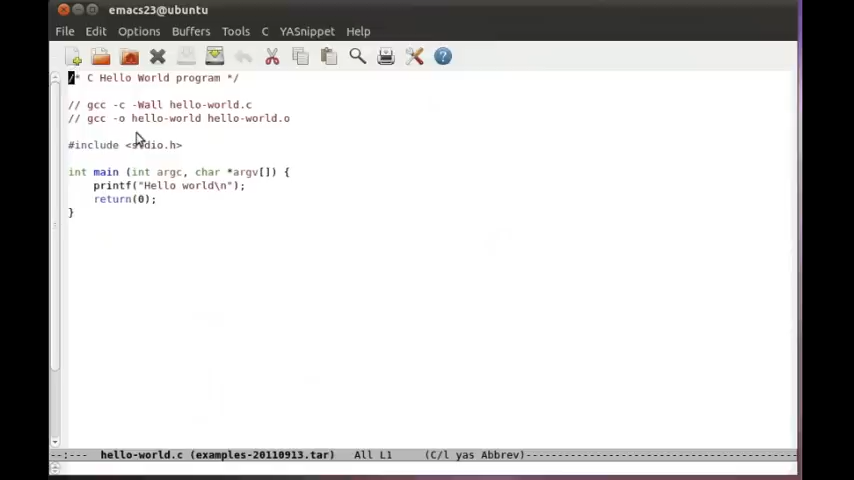 emacs23@ubuntu
File Edit Options Buffers Tools C YASnippet Help
/* C Hello World program */
// gcc -c -Wall hello-world.c
// gcc -o hello-world hello-world.o
#include <stdio.h>
int main (int argc, char *argv[]) {
printf("Hello world\n");
return(0);
}
--:--- hello-world.c (examples-20110913.tar) All L1 (C/l yas Abbrev)----------------------------------------